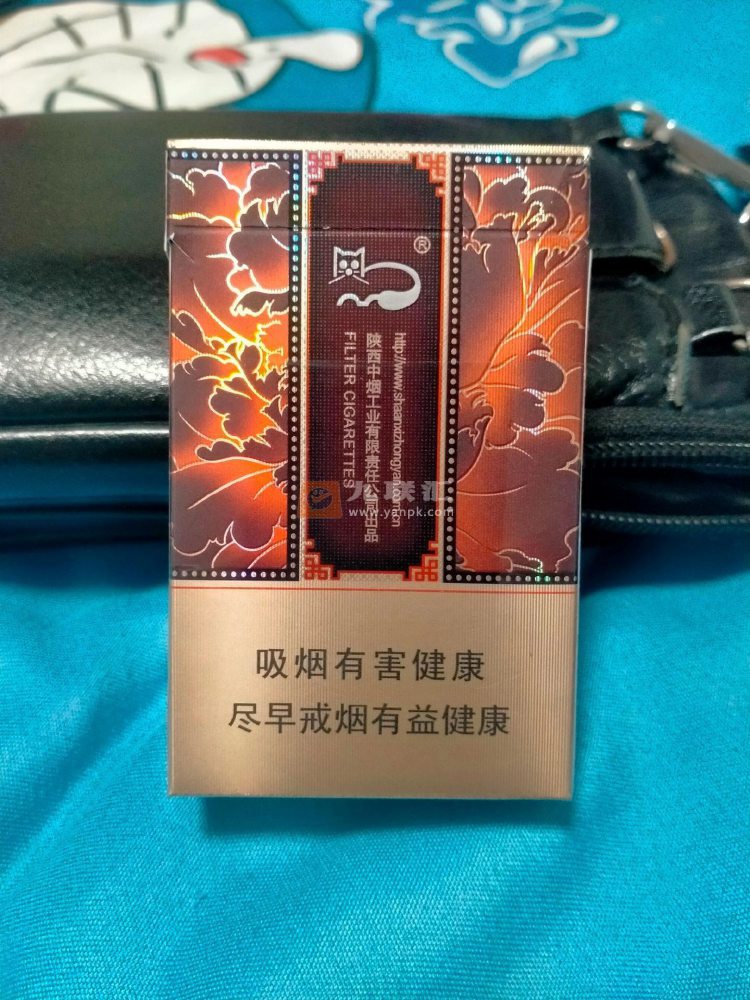 ®
http://www.shaanxizhongyan.com.cn
陕西中烟工业有限责任公司出品
FILTER CIGARETTES
九联汇
www.yanpk.com
吸烟有害健康
尽早戒烟有益健康